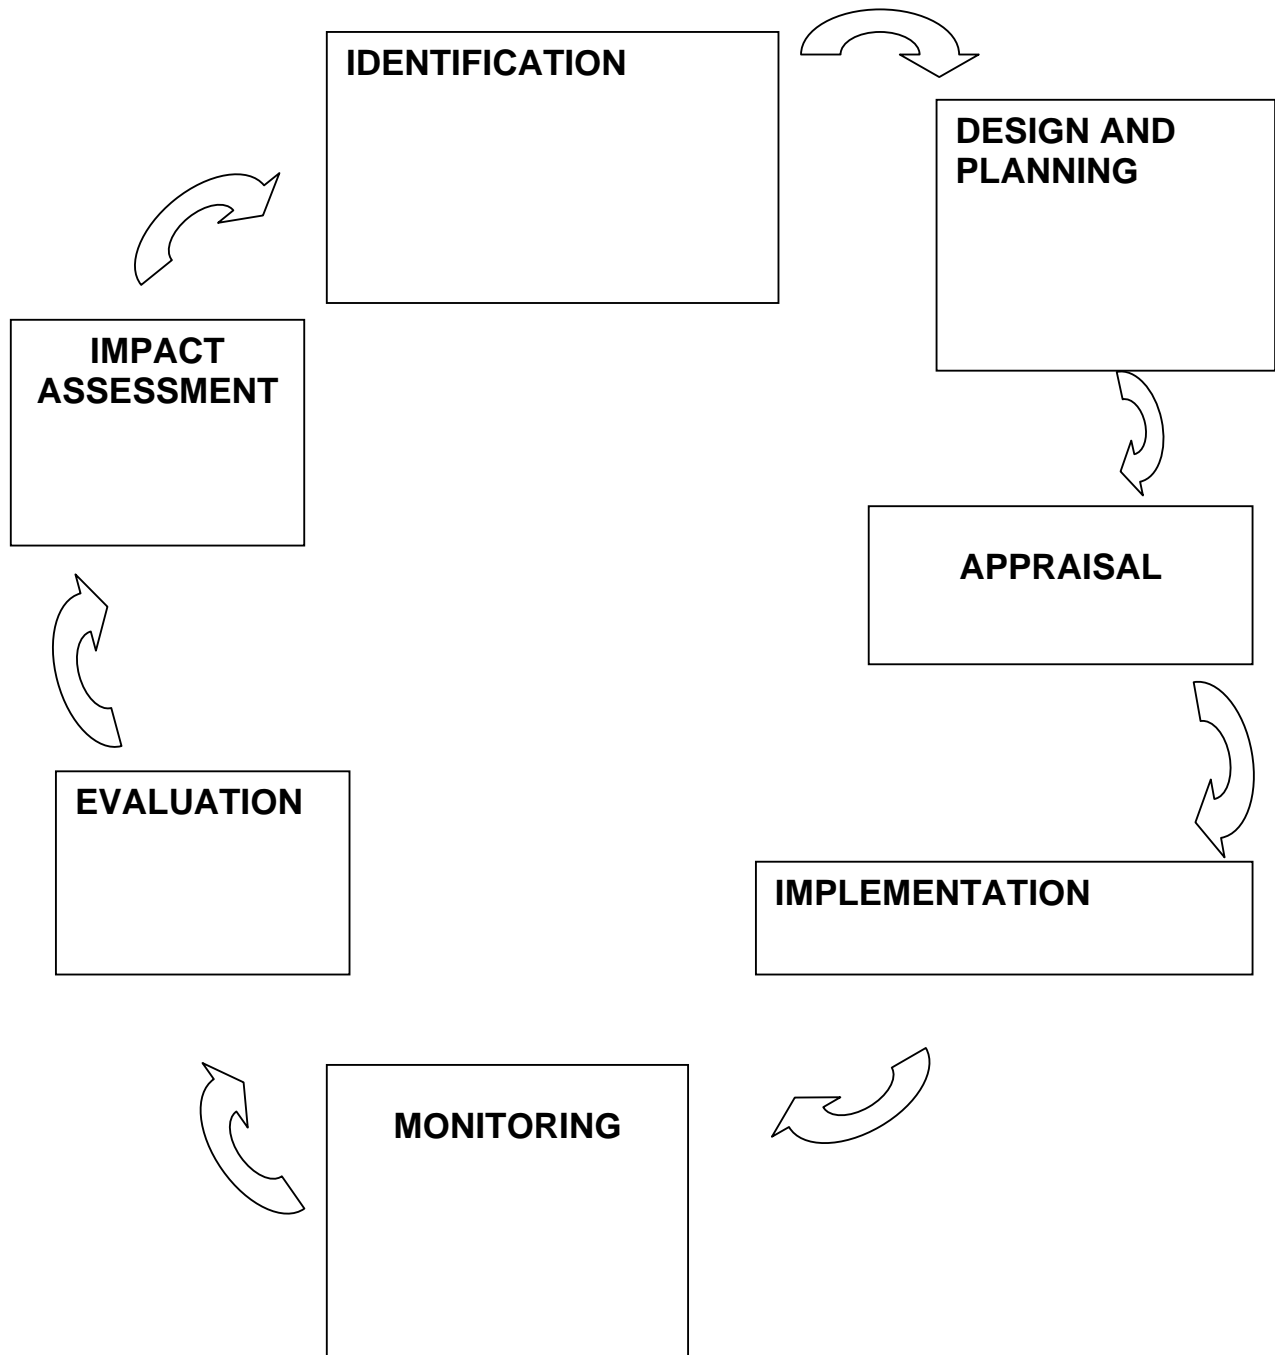 IDENTIFICATION
DESIGN AND
PLANNING
IMPACT
ASSESSMENT
APPRAISAL
EVALUATION
IMPLEMENTATION
MONITORING